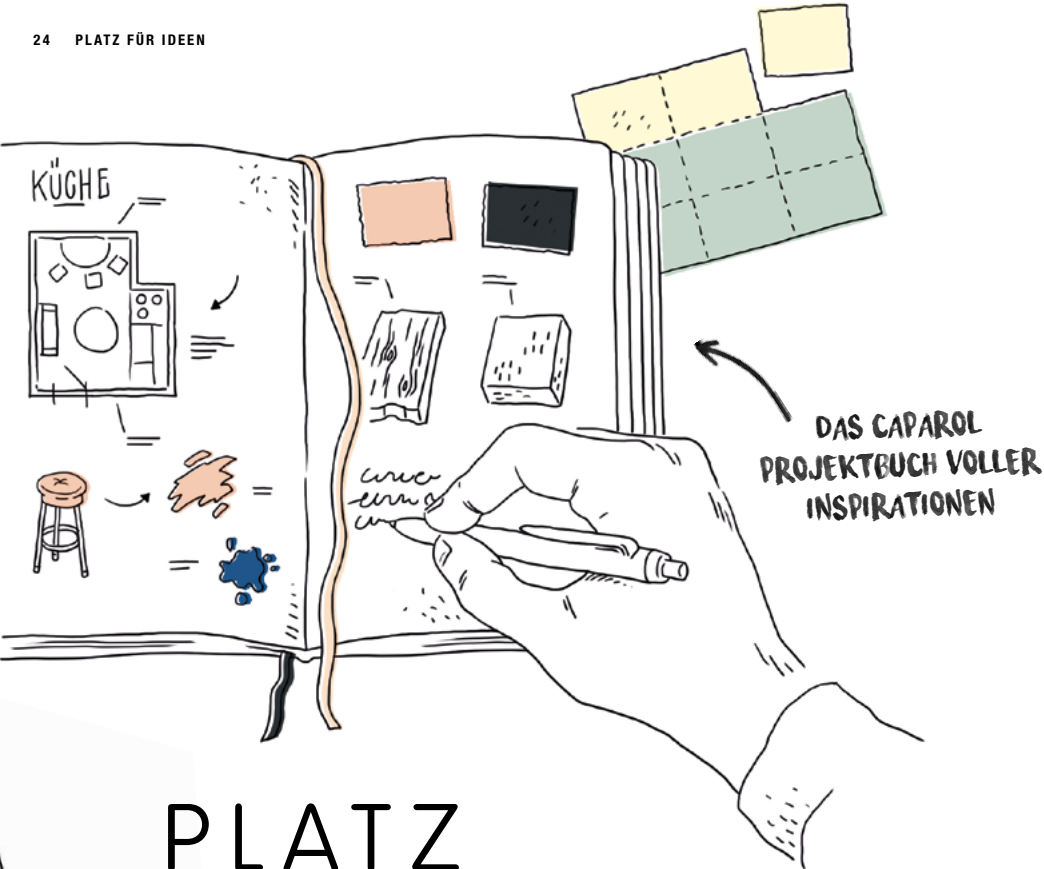 24 PLATZ FÜR IDEEN
KÜCHE
DAS CAPAROL
PROJEKTBUCH VOLLER
INSPIRATIONEN
PLATZ